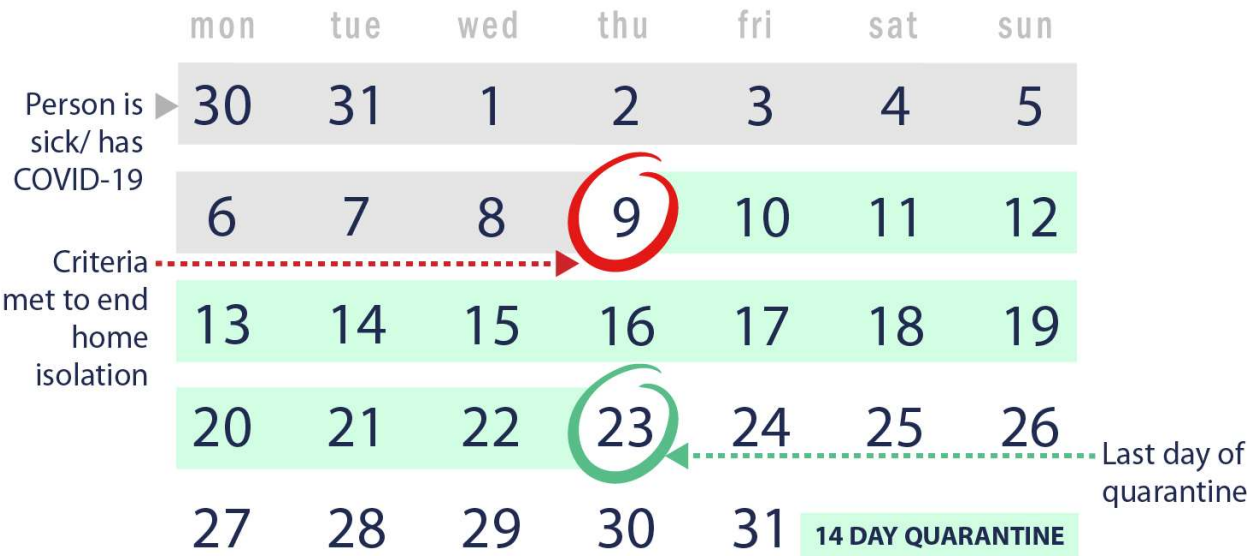 mon tue wed thu fri sat sun
Person is
sick/ has
COVID-19
30 31 1 2 3 4 5
6 7 8 9 10 11 12
Criteria
met to end
home
isolation
13 14 15 16 17 18 19
20 21 22 23 24 25 26
Last day of
quarantine
27 28 29 30 31
14 DAY QUARANTINE